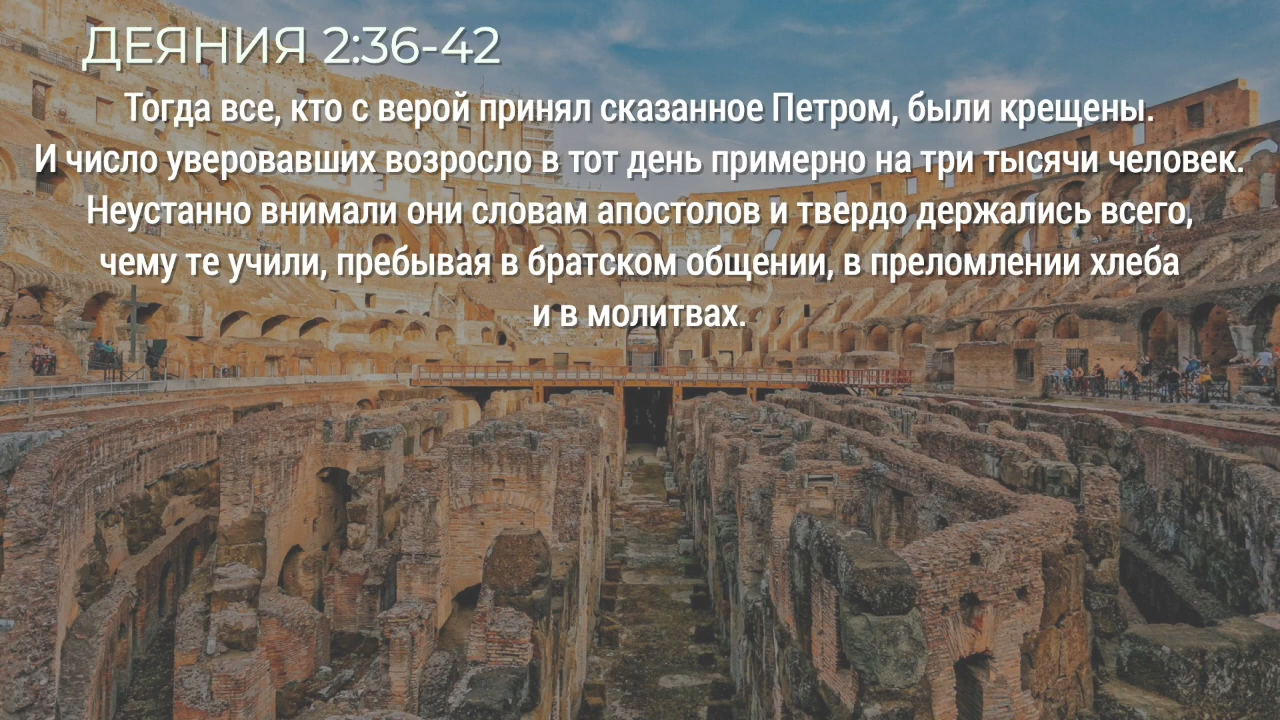 ДЕЯНИЯ 2:36-42
Тогда все, кто с верой принял сказанное Петром, были крещены.
И число уверовавших возросло в тот день примерно на три тысячи человек.
Неустанно внимали они словам апостолов и твердо держались всего,
чему те учили, пребывая в братском общении, в преломлении хлеба
и в молитвах.